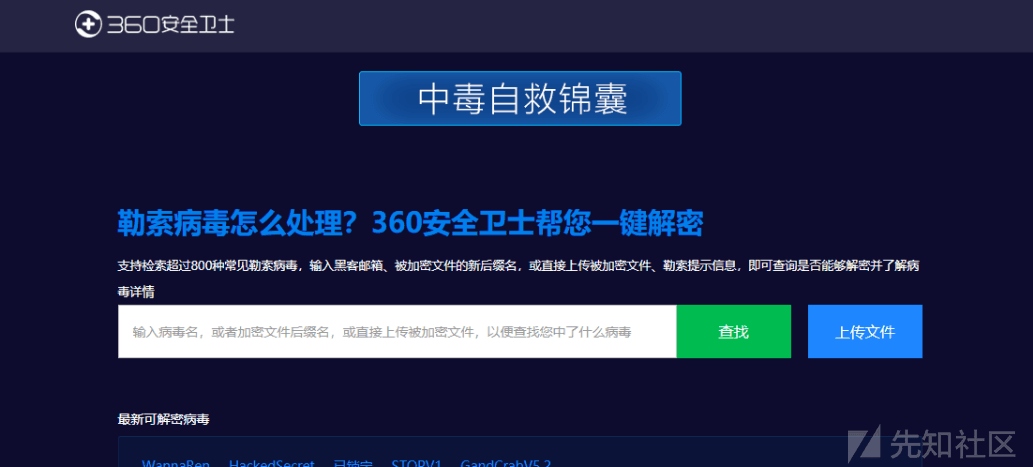 360安全卫士
中毒自救锦囊
勒索病毒怎么处理？360安全卫士帮您一键解密
支持检索超过800种常见勒索病毒，输入黑客邮箱、被加密文件的新后缀名，或直接上传被加密文件、勒索提示信息，即可查询是否能够解密并了解病
毒详情
输入病毒名，或者加密文件后缀名，或直接上传被加密文件，以便查找您中了什么病毒 查找 上传文件
最新可解密病毒
WannaRen HackedSecret 已锁定 STOPV1 GandCrabV5.2
先知社区